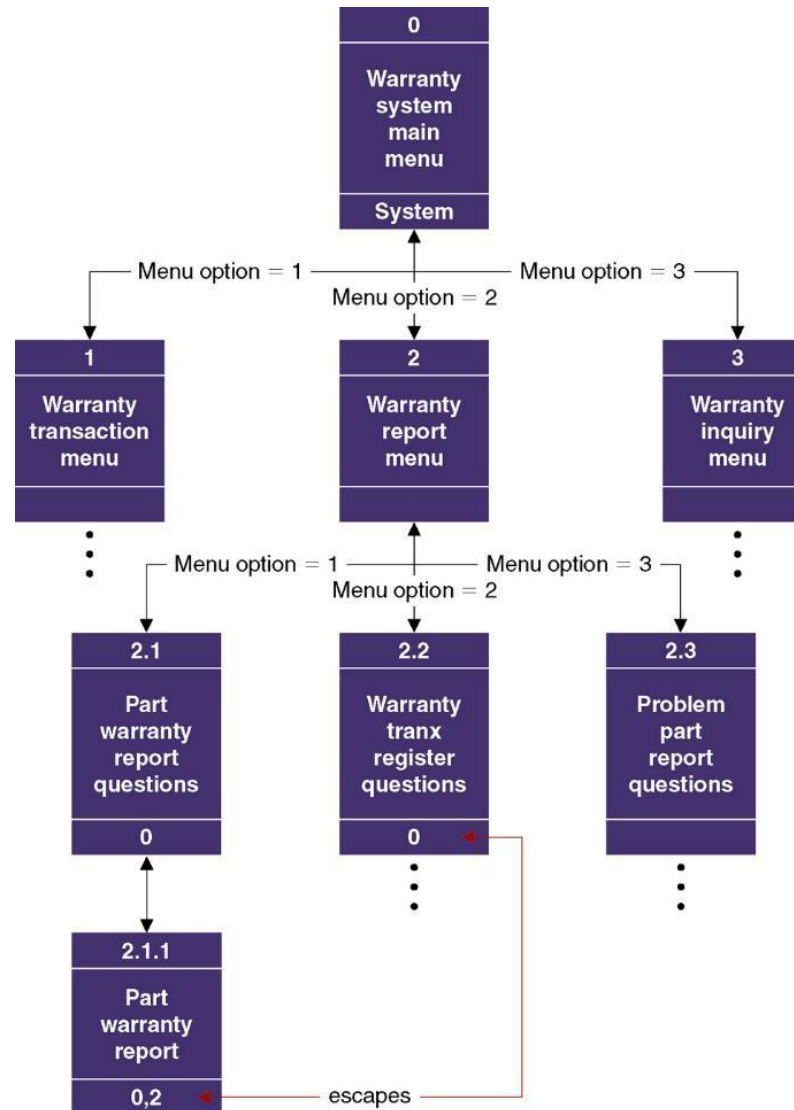 0
Warranty
system
main
menu
System
Menu option = 1
Menu option = 2
Menu option = 3
1
Warranty
transaction
menu
2
Warranty
report
menu
3
Warranty
inquiry
menu
Menu option = 1
Menu option = 2
Menu option = 3
2.1
Part
warranty
report
questions
0
2.2
Warranty
tranx
register
questions
0
2.3
Problem
part
report
questions
2.1.1
Part
warranty
report
0,2
escapes